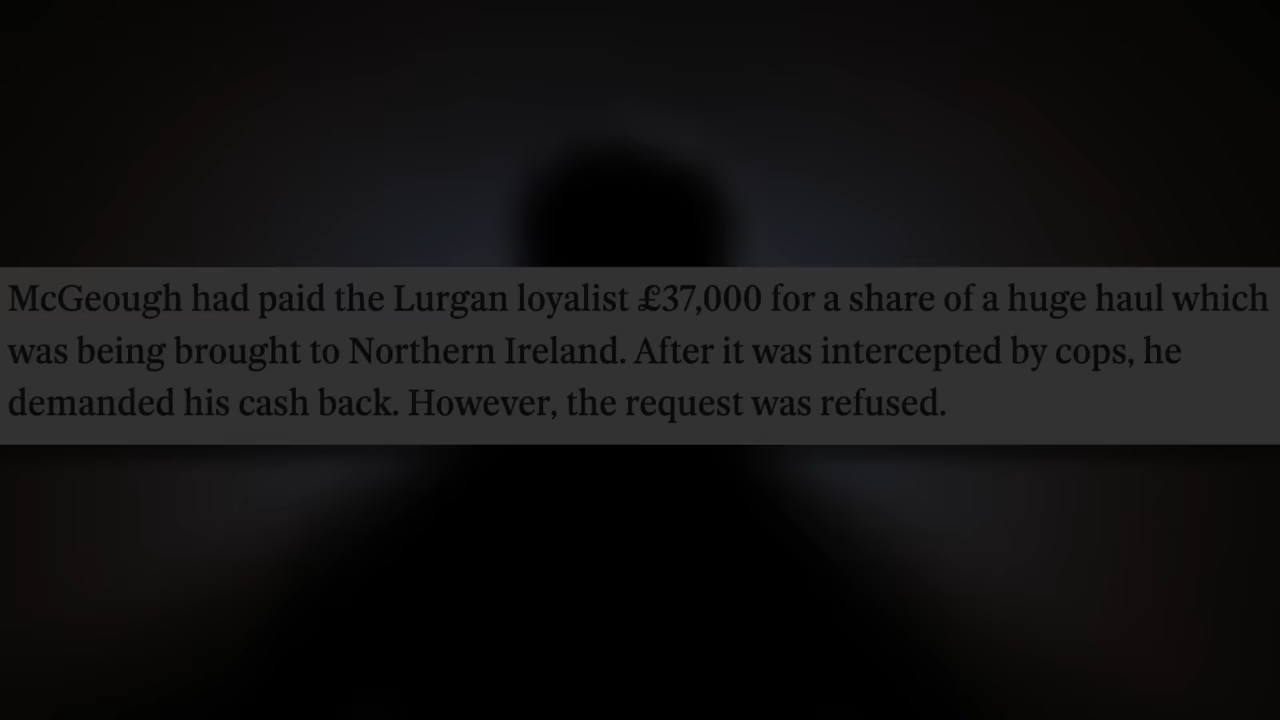 McGeough had paid the Lurgan loyalist £37,000 for a share of a huge haul which
was being brought to Northern Ireland. After it was intercepted by cops, he
demanded his cash back. However, the request was refused.